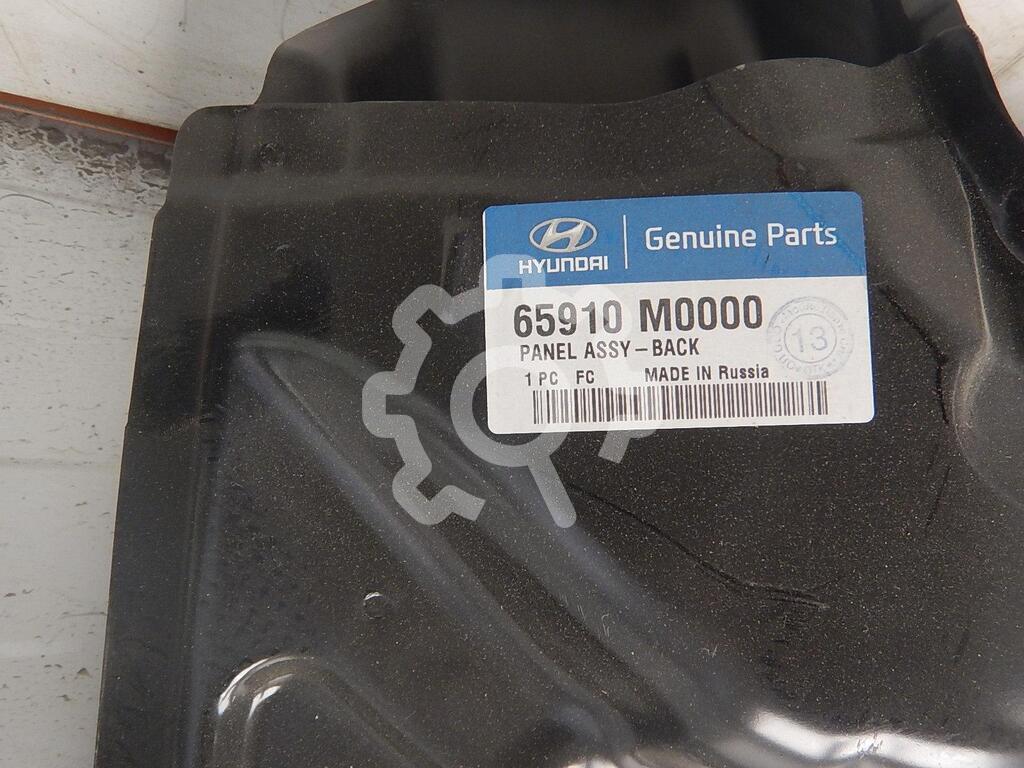 HYUNDAI
Genuine Parts
65910 M0000
PANEL ASSY-BACK
13
1 PC FC MADE IN Russia